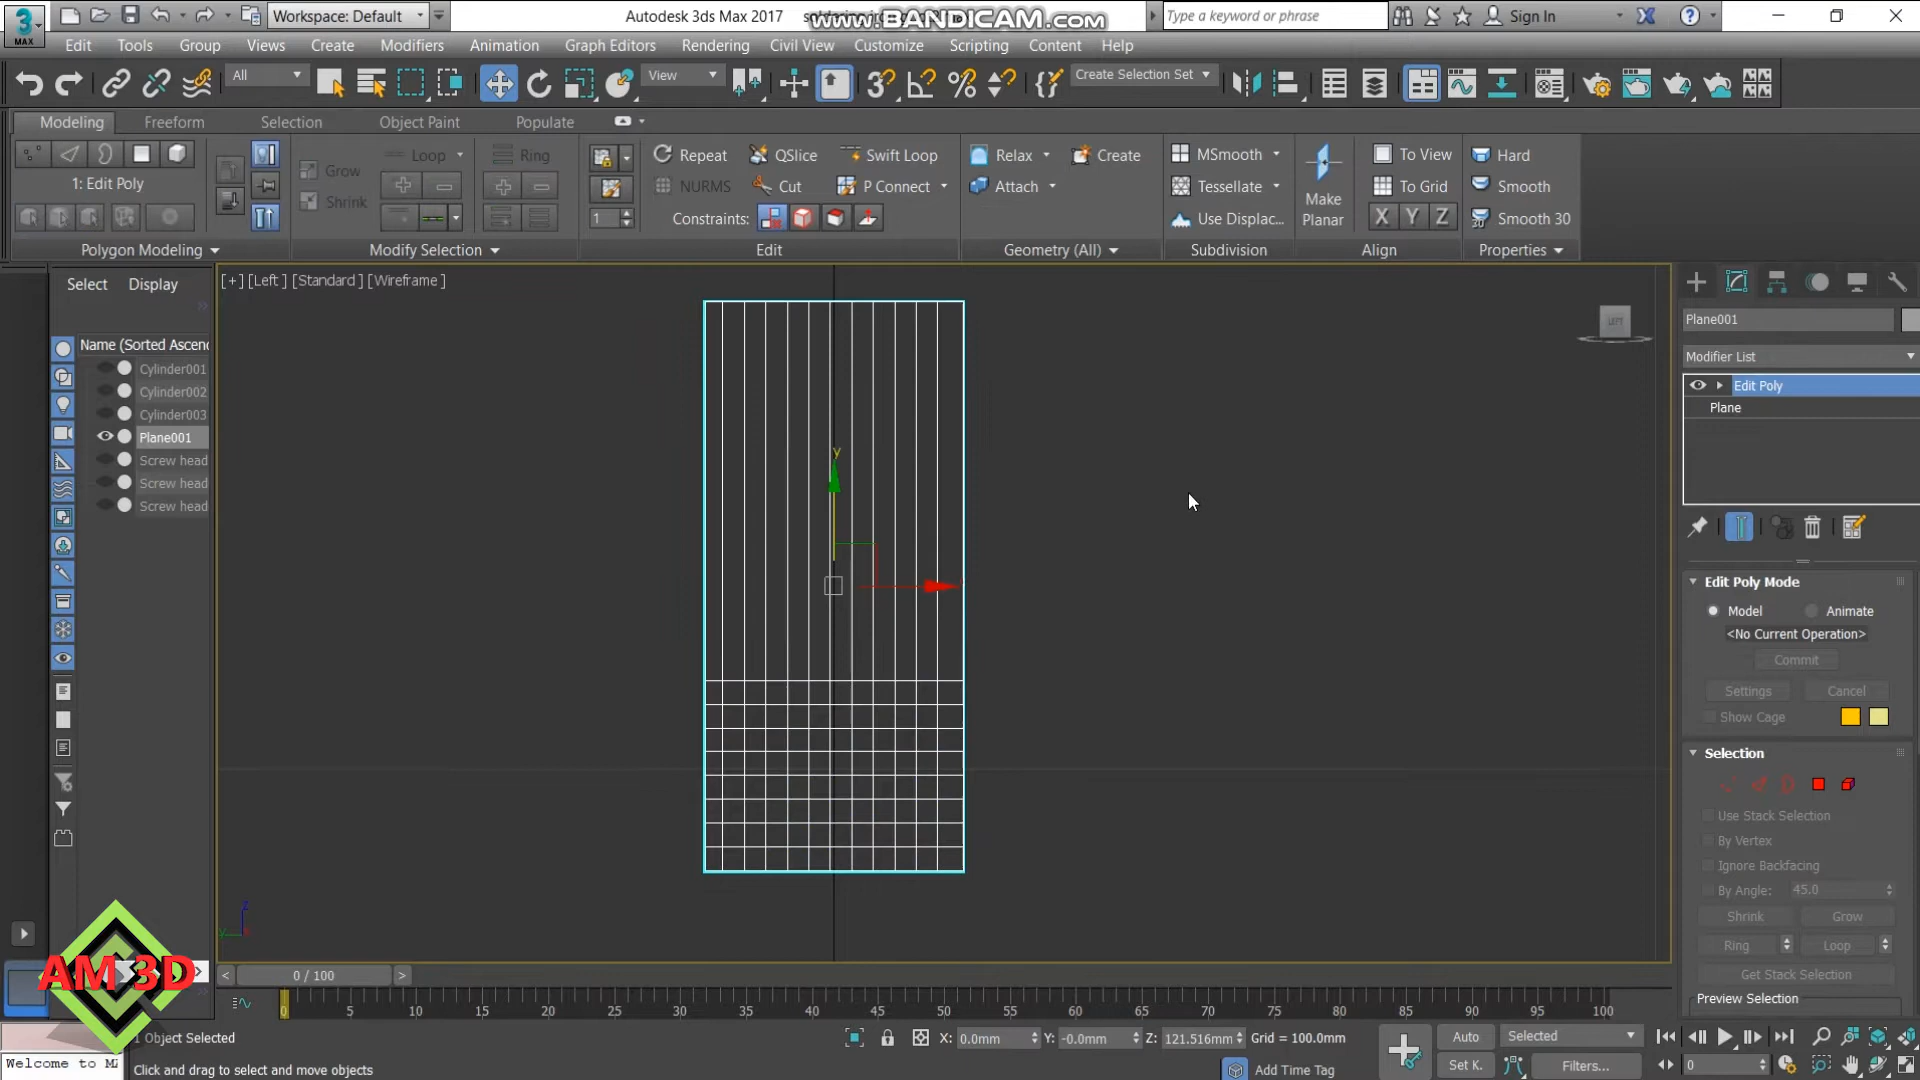 Workspace: Default
Autodesk 3ds Max 2017
www.BANDICAM.com
Type a keyword or phrase
Sign In
3
MAX
Edit
Tools
Group
Views
Create
Modifiers
Animation
Graph Editors
Rendering
Civil View
Customize
Scripting
Content
Help
All
View
Create Selection Set
Modeling
Freeform
Selection
Object Paint
Populate
Loop
Ring
Grow
Shrink
1: Edit Poly
Repeat
QSlice
Swift Loop
NURMS
Cut
P Connect
1
Constraints:
Relax
Create
Attach
MSmooth
Tessellate
Use Displac...
Make
Planar
To View
To Grid
X Y Z
Hard
Smooth
Smooth 30
Polygon Modeling
Modify Selection
Edit
Geometry (All)
Subdivision
Align
Properties
Select
Display
Name (Sorted Ascend
Cylinder001
Cylinder002
Cylinder003
Plane001
Screw head
Screw head
Screw head
[+] [Left ] [Standard ] [Wireframe ]
LEFT
y
z
y
Plane001
Modifier List
Edit Poly
Plane
Edit Poly Mode
Model
Animate
<No Current Operation>
Commit
Settings
Cancel
Show Cage
Selection
Use Stack Selection
By Vertex
Ignore Backfacing
By Angle:
45.0
Shrink
Grow
Ring
Loop
Get Stack Selection
Preview Selection
AM 3D
< 0 / 100 >
0 5 10 15 20 25 30 35 40 45 50 55 60 65 70 75 80 85 90 95 100
1 Object Selected
X: 0.0mm
Y: -0.0mm
Z: 121.516mm
Grid = 100.0mm
Auto
Selected
Welcome to M
Click and drag to select and move objects
Add Time Tag
Set K.
Filters...
0